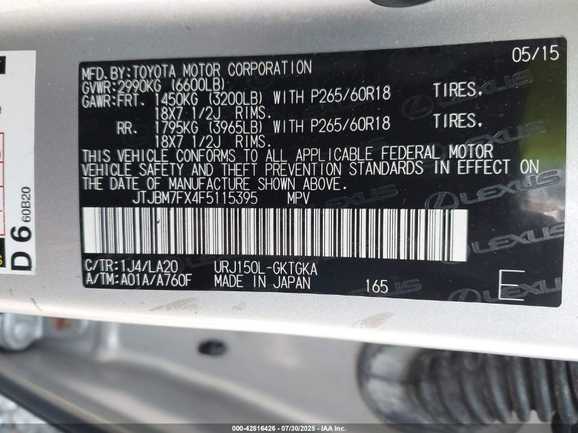 05/15
MFD.BY:TOYOTA MOTOR CORPORATION
GVWR:2990KG (6600LB)
GAWR:FRT. 1450KG (3200LB) WITH P265/60R18 TIRES.
18X7 1/2J RIMS.
RR. 1795KG (3965LB) WITH P265/60R18 TIRES.
18X7 1/2J RIMS.
THIS VEHICLE CONFORMS TO ALL APPLICABLE FEDERAL MOTOR
VEHICLE SAFETY AND THEFT PREVENTION STANDARDS IN EFFECT ON
THE DATE OF MANUFACTURE SHOWN ABOVE.
JTJBM7FX4F5115395 MPV
C/TR:1J4/LA20 URJ150L-GKTGKA
A/TM:A01A/A760F MADE IN JAPAN 165 E
D 6 60B20
LEXUS
LEXUS
LEXUS
LEXUS
000-42816426 - 07/30/2025 - IAA Inc.